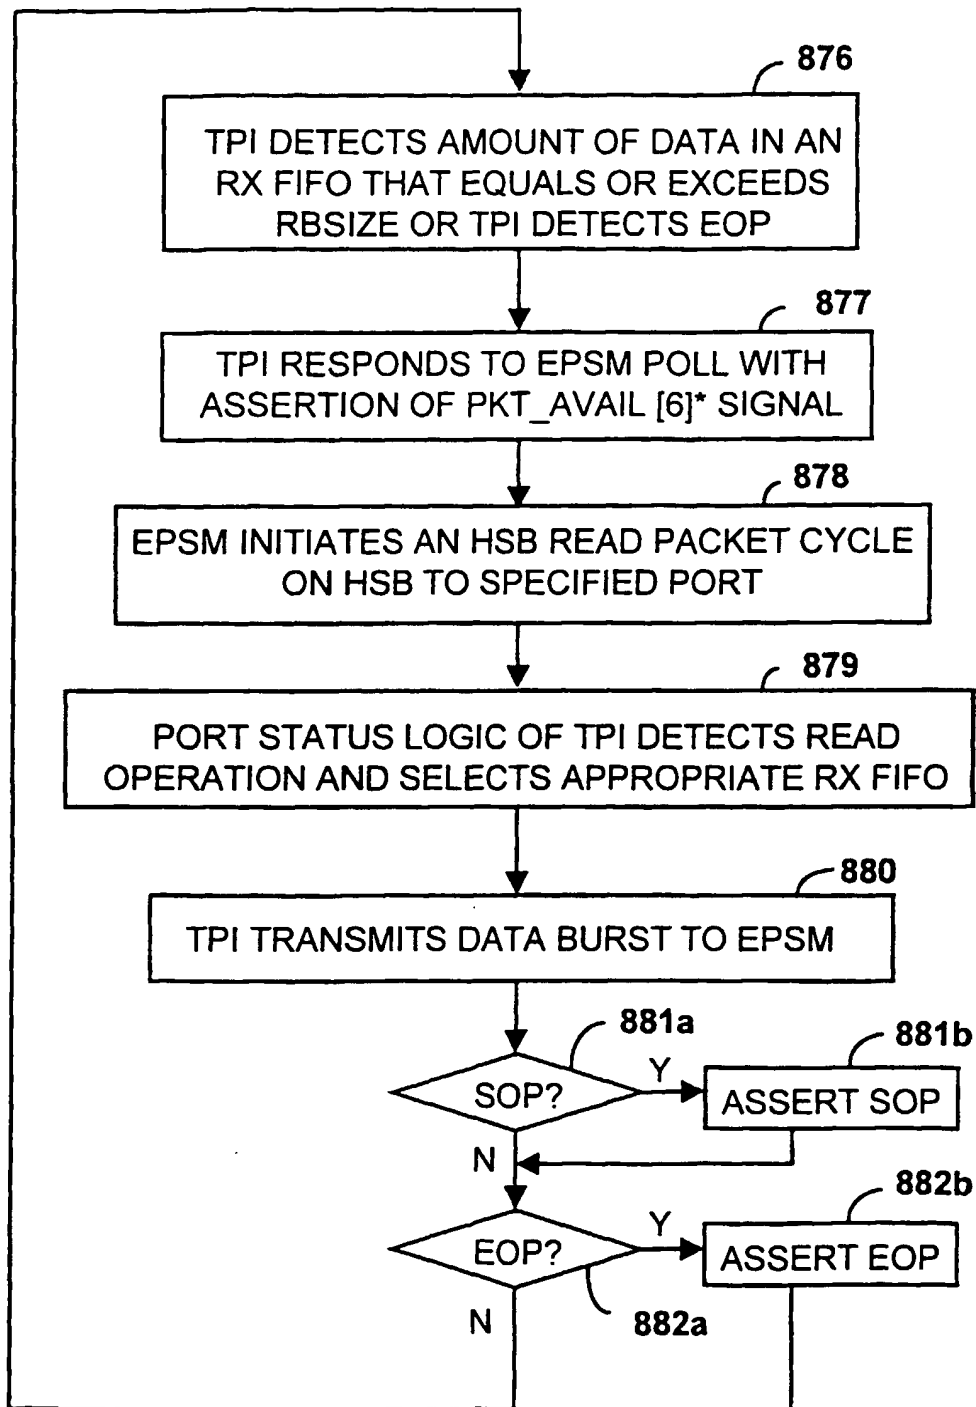 876
TPI DETECTS AMOUNT OF DATA IN AN
RX FIFO THAT EQUALS OR EXCEEDS
RBSIZE OR TPI DETECTS EOP
877
TPI RESPONDS TO EPSM POLL WITH
ASSERTION OF PKT_AVAIL [6]* SIGNAL
878
EPSM INITIATES AN HSB READ PACKET CYCLE
ON HSB TO SPECIFIED PORT
879
PORT STATUS LOGIC OF TPI DETECTS READ
OPERATION AND SELECTS APPROPRIATE RX FIFO
880
TPI TRANSMITS DATA BURST TO EPSM
881a
881b
SOP?
Y
ASSERT SOP
N
882b
EOP?
Y
ASSERT EOP
N
882a